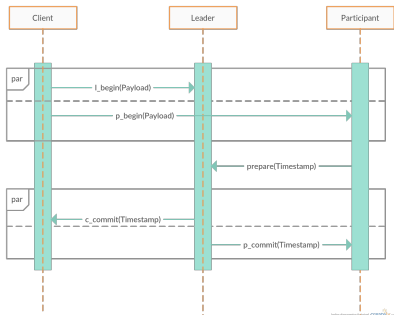 Client Leader Participant
par
l_begin(Payload)
p_begin(Payload)
prepare(Timestamp)
par
c_commit(Timestamp)
p_commit(Timestamp)